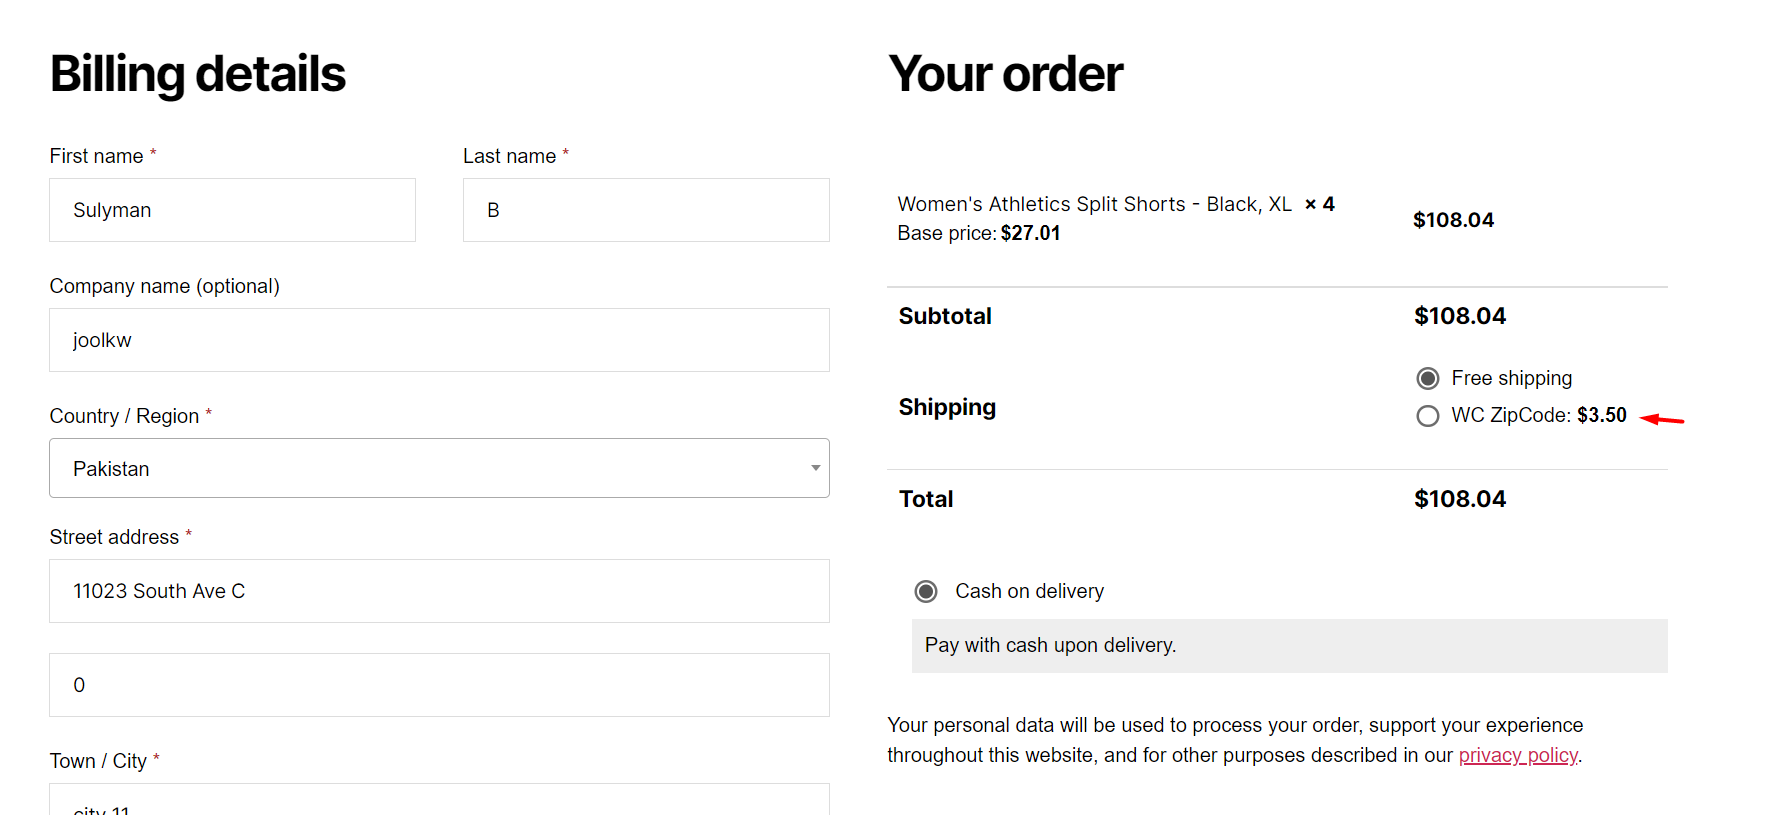 Billing details
First name *
Last name *
Sulyman
B
Company name (optional)
joolkw
Country / Region *
Pakistan
Street address *
11023 South Ave C
0
Town / City *
city 11
Your order
Women's Athletics Split Shorts - Black, XL × 4
Base price: $27.01
$108.04
Subtotal
$108.04
Shipping
Free shipping
WC ZipCode: $3.50
Total
$108.04
Cash on delivery
Pay with cash upon delivery.
Your personal data will be used to process your order, support your experience
throughout this website, and for other purposes described in our privacy policy.